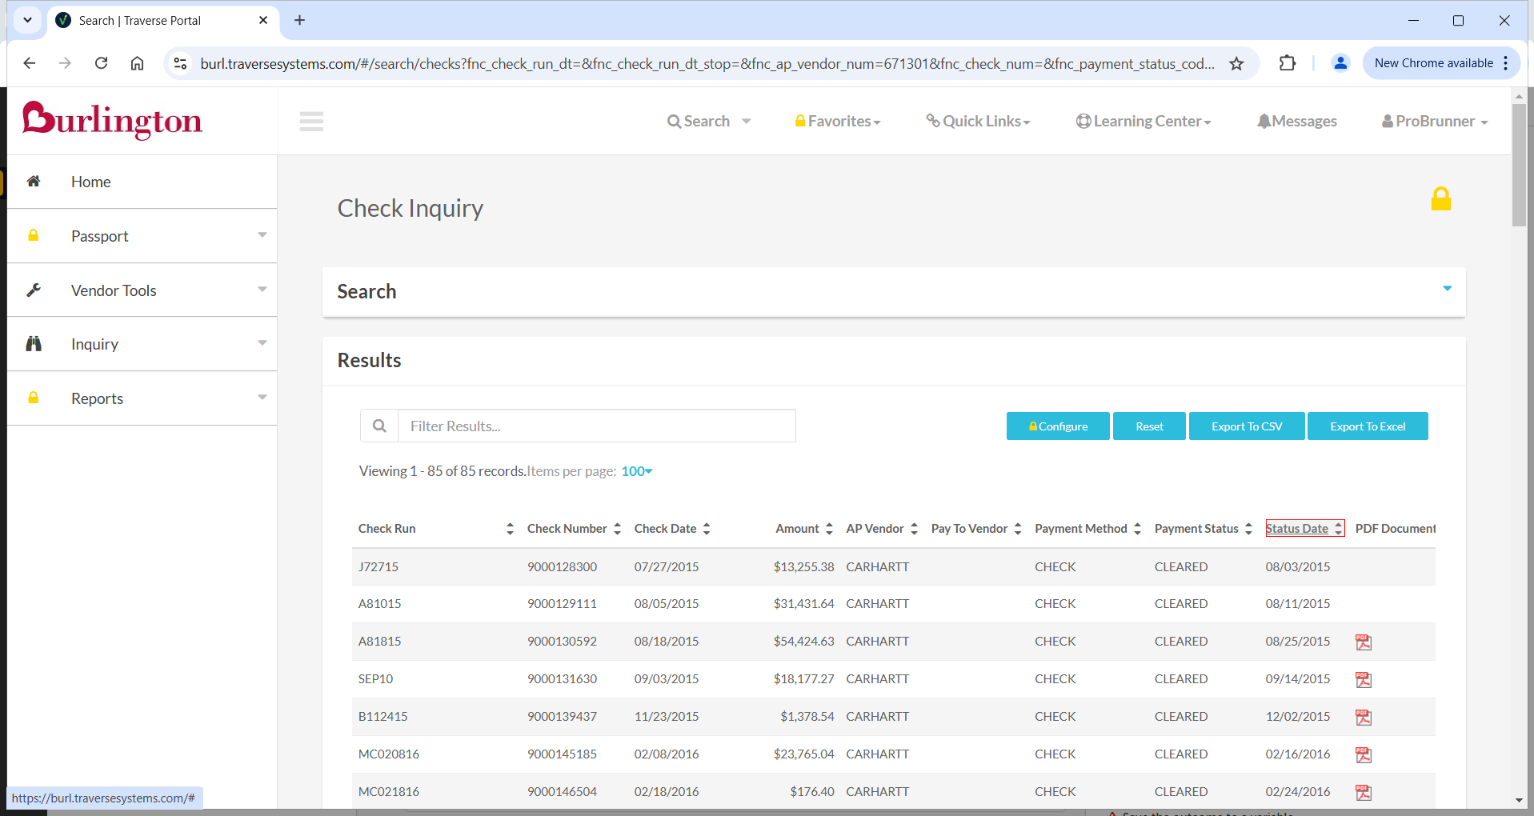 Search | Traverse Portal
burl.traversesystems.com/#/search/checks?fnc_check_run_dt=&fnc_check_run_dt_stop=&fnc_ap_vendor_num=671301&fnc_check_num=&fnc_payment_status_cod...
New Chrome available
Burlington
Search Favorites Quick Links Learning Center Messages ProBrunner
Home
Passport
Vendor Tools
Inquiry
Reports
Check Inquiry
Search
Results
Filter Results...
Configure Reset Export To CSV Export To Excel
Viewing 1 - 85 of 85 records. Items per page: 100
Check Run Check Number Check Date Amount AP Vendor Pay To Vendor Payment Method Payment Status Status Date PDF Document
J72715 9000128300 07/27/2015 $13,255.38 CARHARTT CHECK CLEARED 08/03/2015
A81015 9000129111 08/05/2015 $31,431.64 CARHARTT CHECK CLEARED 08/11/2015
A81815 9000130592 08/18/2015 $54,424.63 CARHARTT CHECK CLEARED 08/25/2015
SEP10 9000131630 09/03/2015 $18,177.27 CARHARTT CHECK CLEARED 09/14/2015
B112415 9000139437 11/23/2015 $1,378.54 CARHARTT CHECK CLEARED 12/02/2015
MC020816 9000145185 02/08/2016 $23,765.04 CARHARTT CHECK CLEARED 02/16/2016
MC021816 9000146504 02/18/2016 $176.40 CARHARTT CHECK CLEARED 02/24/2016
https://burl.traversesystems.com/#